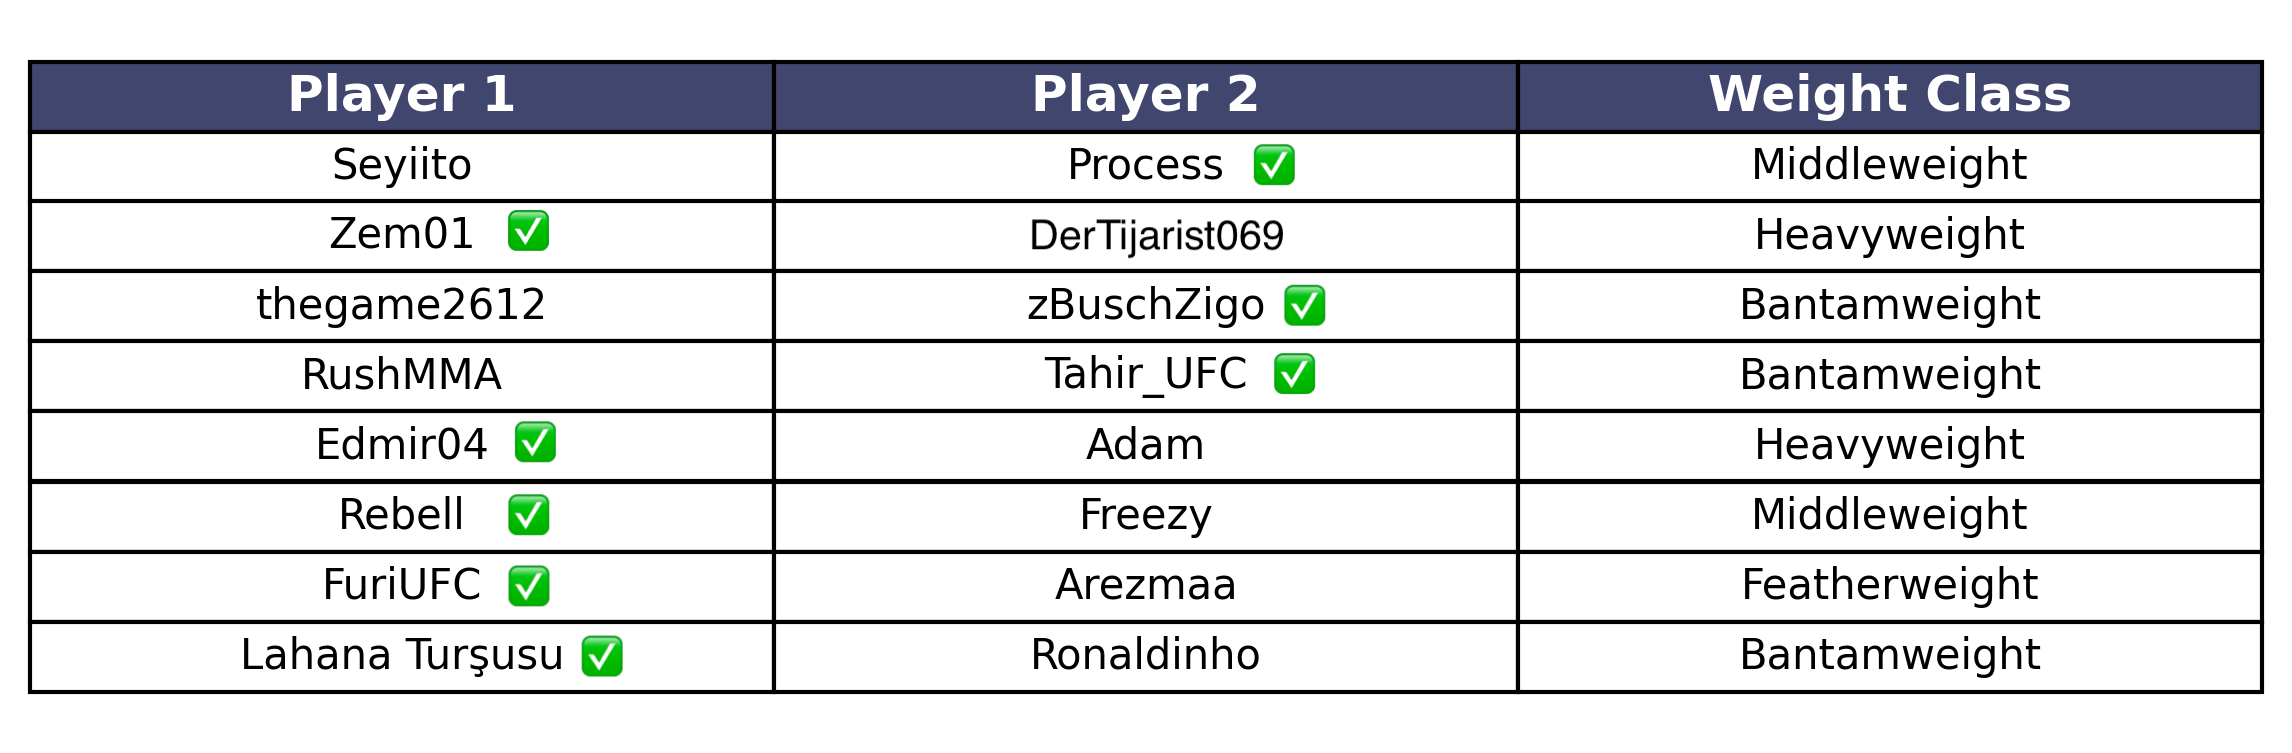 Player 1 Player 2 Weight Class
Seyiito Process ✅ Middleweight
Zem01 ✅ DerTijarist069 Heavyweight
thegame2612 zBuschZigo ✅ Bantamweight
RushMMA Tahir_UFC ✅ Bantamweight
Edmir04 ✅ Adam Heavyweight
Rebell ✅ Freezy Middleweight
FuriUFC ✅ Arezmaa Featherweight
Lahana Turşusu ✅ Ronaldinho Bantamweight